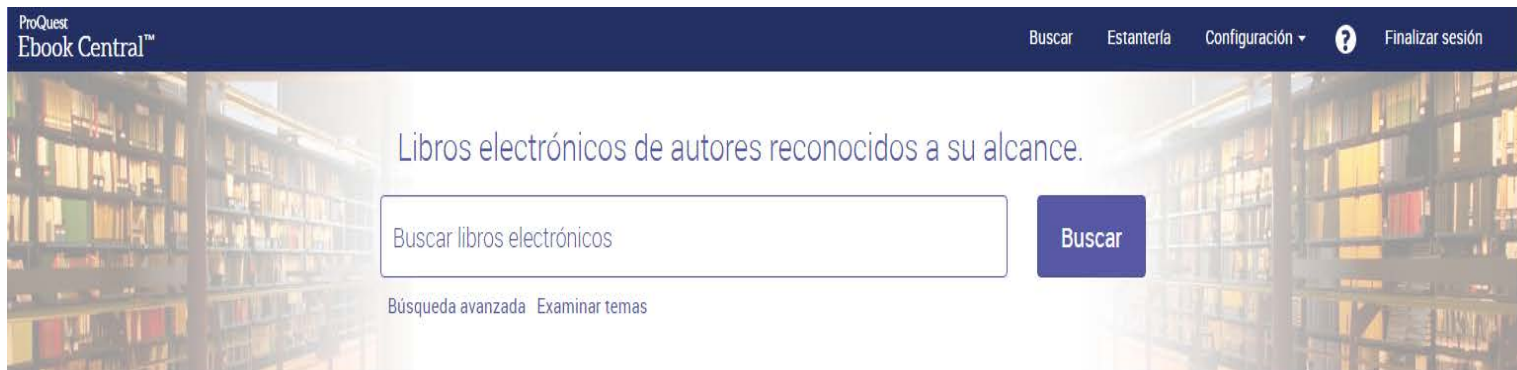 ProQuest
Ebook Central™
Buscar Estantería Configuración ? Finalizar sesión
Libros electrónicos de autores reconocidos a su alcance.
Buscar libros electrónicos
Buscar
Búsqueda avanzada Examinar temas